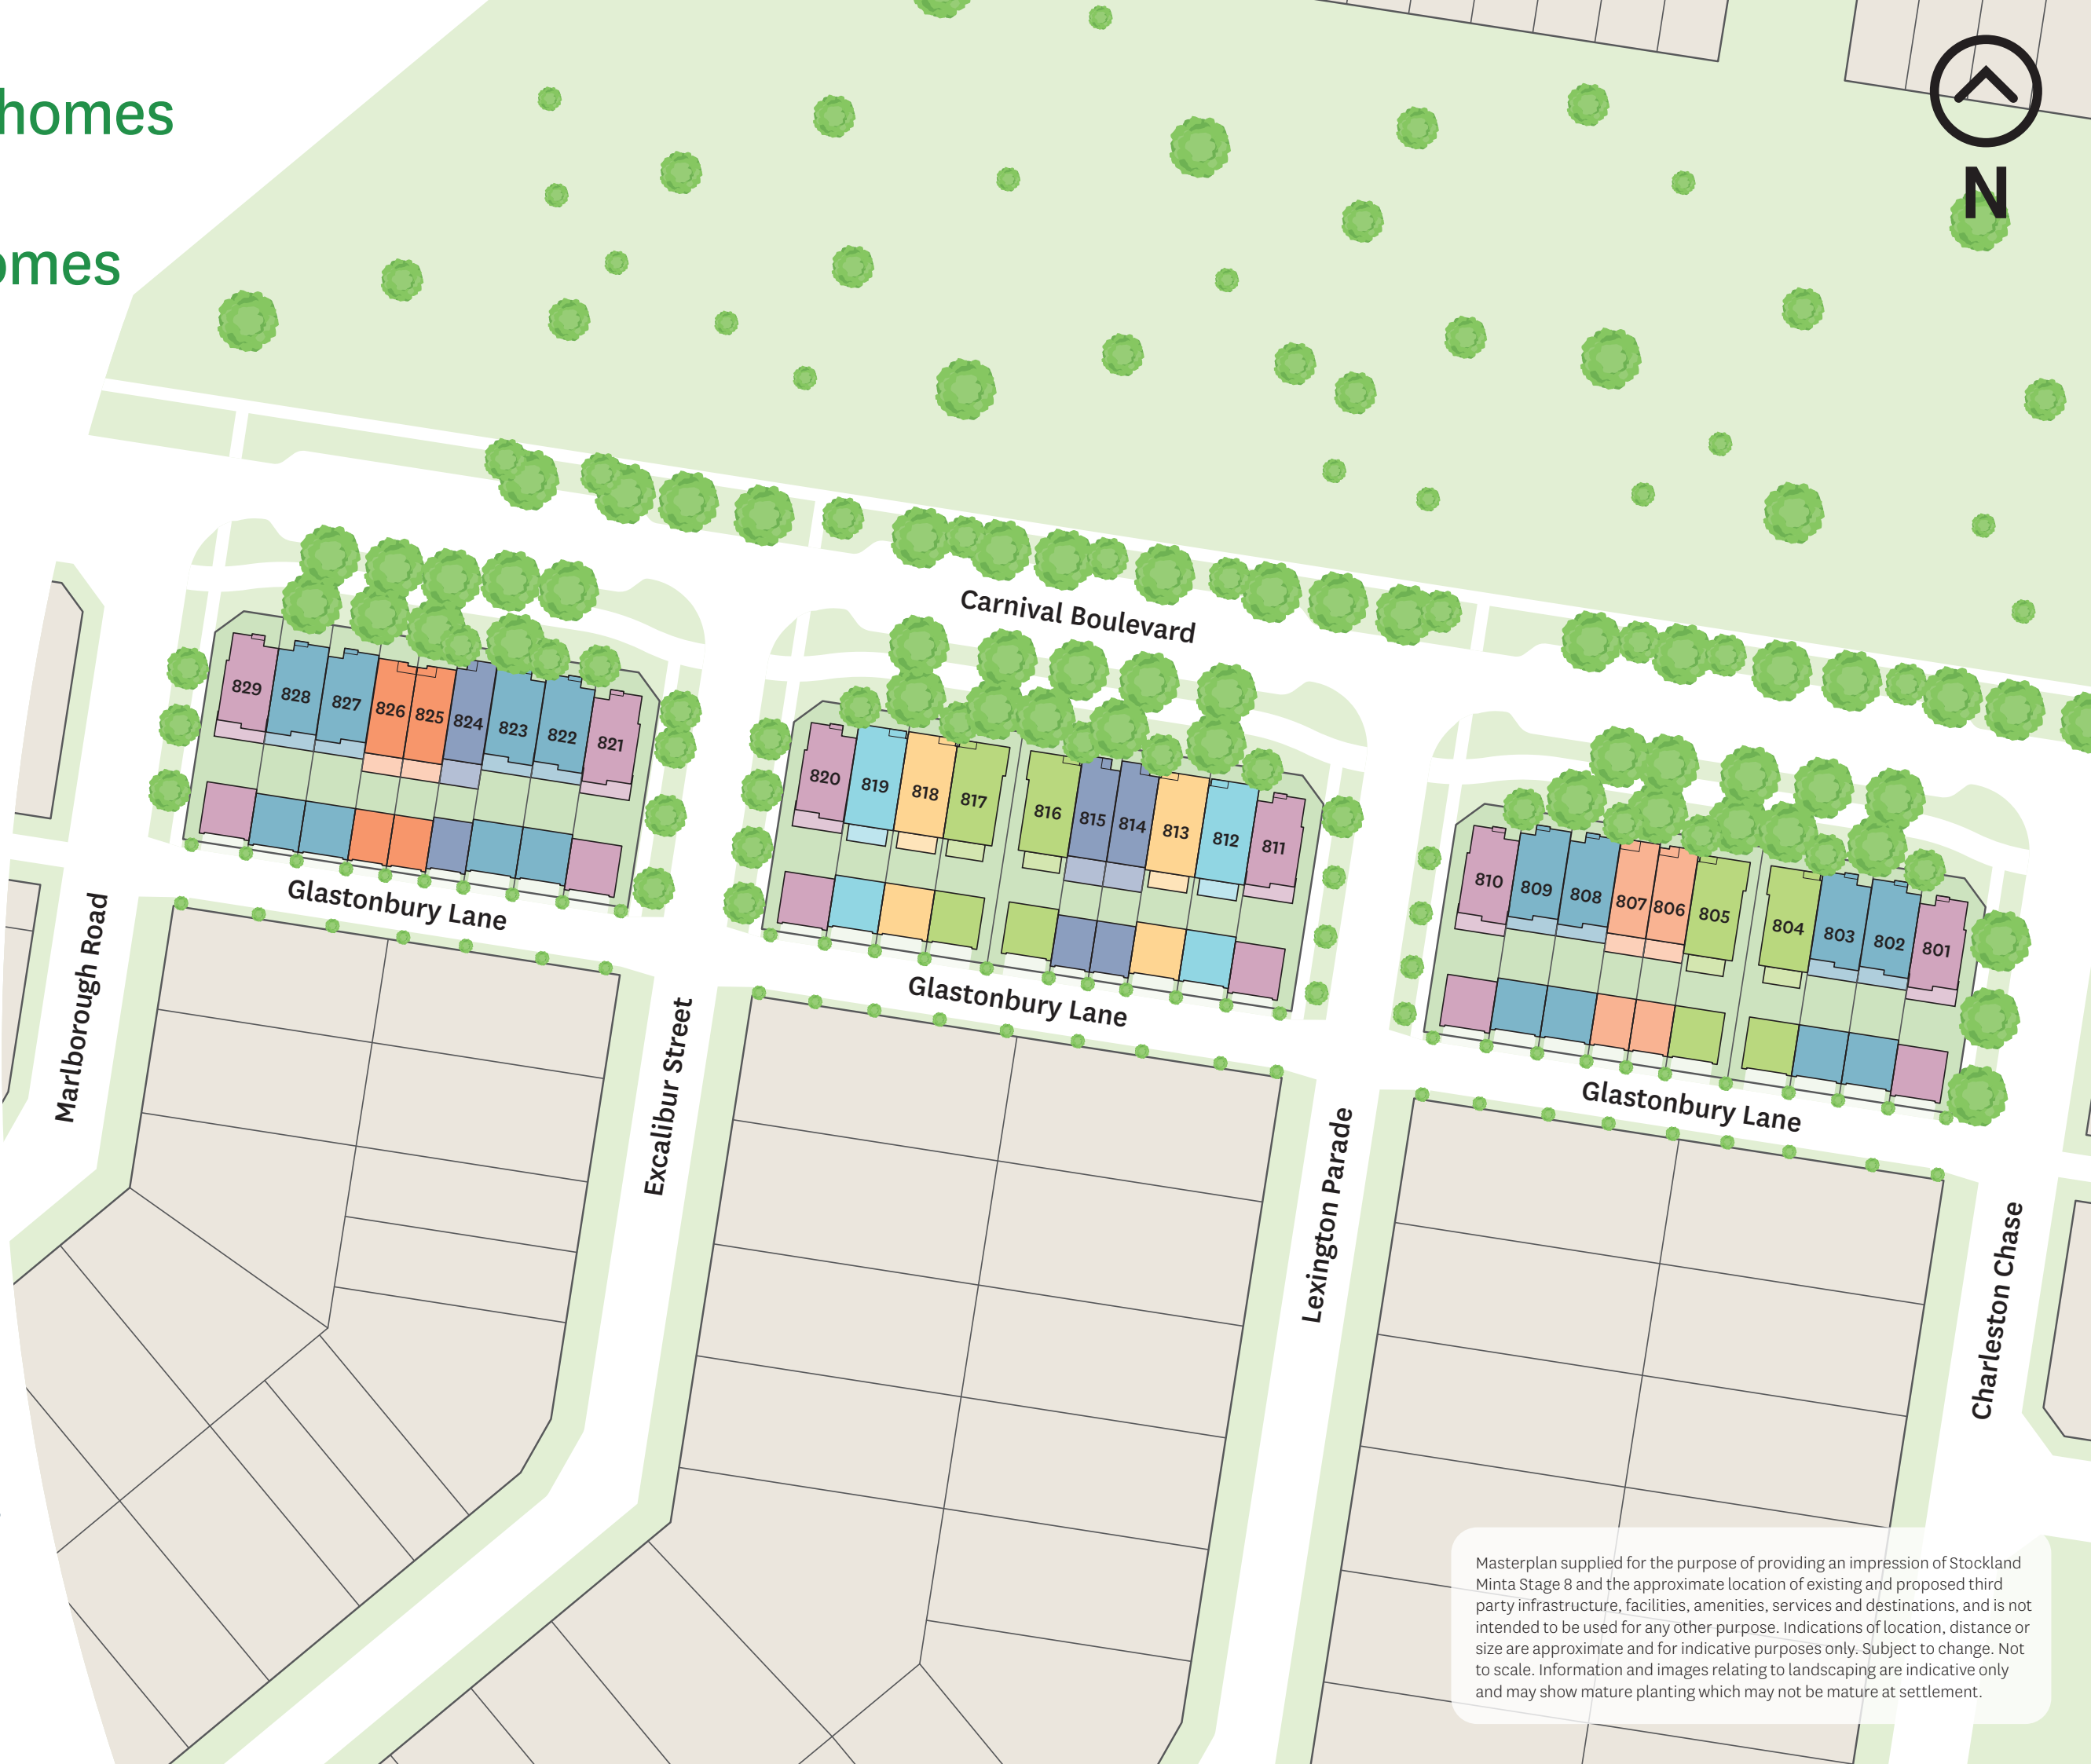 homes
omes
N
Carnival Boulevard
829
828
827
826
825
824
823
822
821
820
819
818
817
816
815
814
813
812
811
810
809
808
807
806
805
804
803
802
801
Glastonbury Lane
Glastonbury Lane
Glastonbury Lane
Marlborough Road
Excalibur Street
Lexington Parade
Charleston Chase
Masterplan supplied for the purpose of providing an impression of Stockland
Minta Stage 8 and the approximate location of existing and proposed third
party infrastructure, facilities, amenities, services and destinations, and is not
intended to be used for any other purpose. Indications of location, distance or
size are approximate and for indicative purposes only. Subject to change. Not
to scale. Information and images relating to landscaping are indicative only
and may show mature planting which may not be mature at settlement.